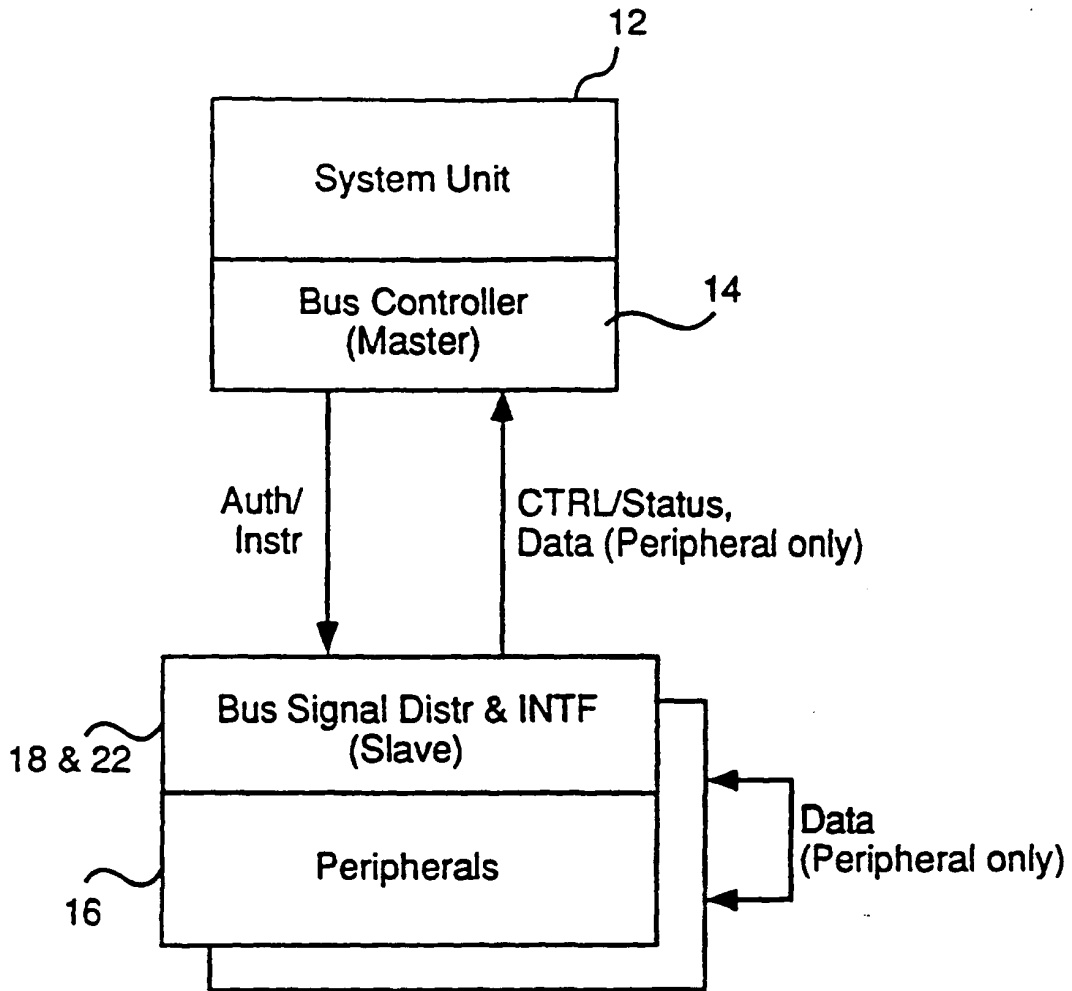 12
System Unit
14
Bus Controller
(Master)
Auth/
Instr
CTRL/Status,
Data (Peripheral only)
Bus Signal Distr & INTF
(Slave)
18 & 22
Data
(Peripheral only)
Peripherals
16